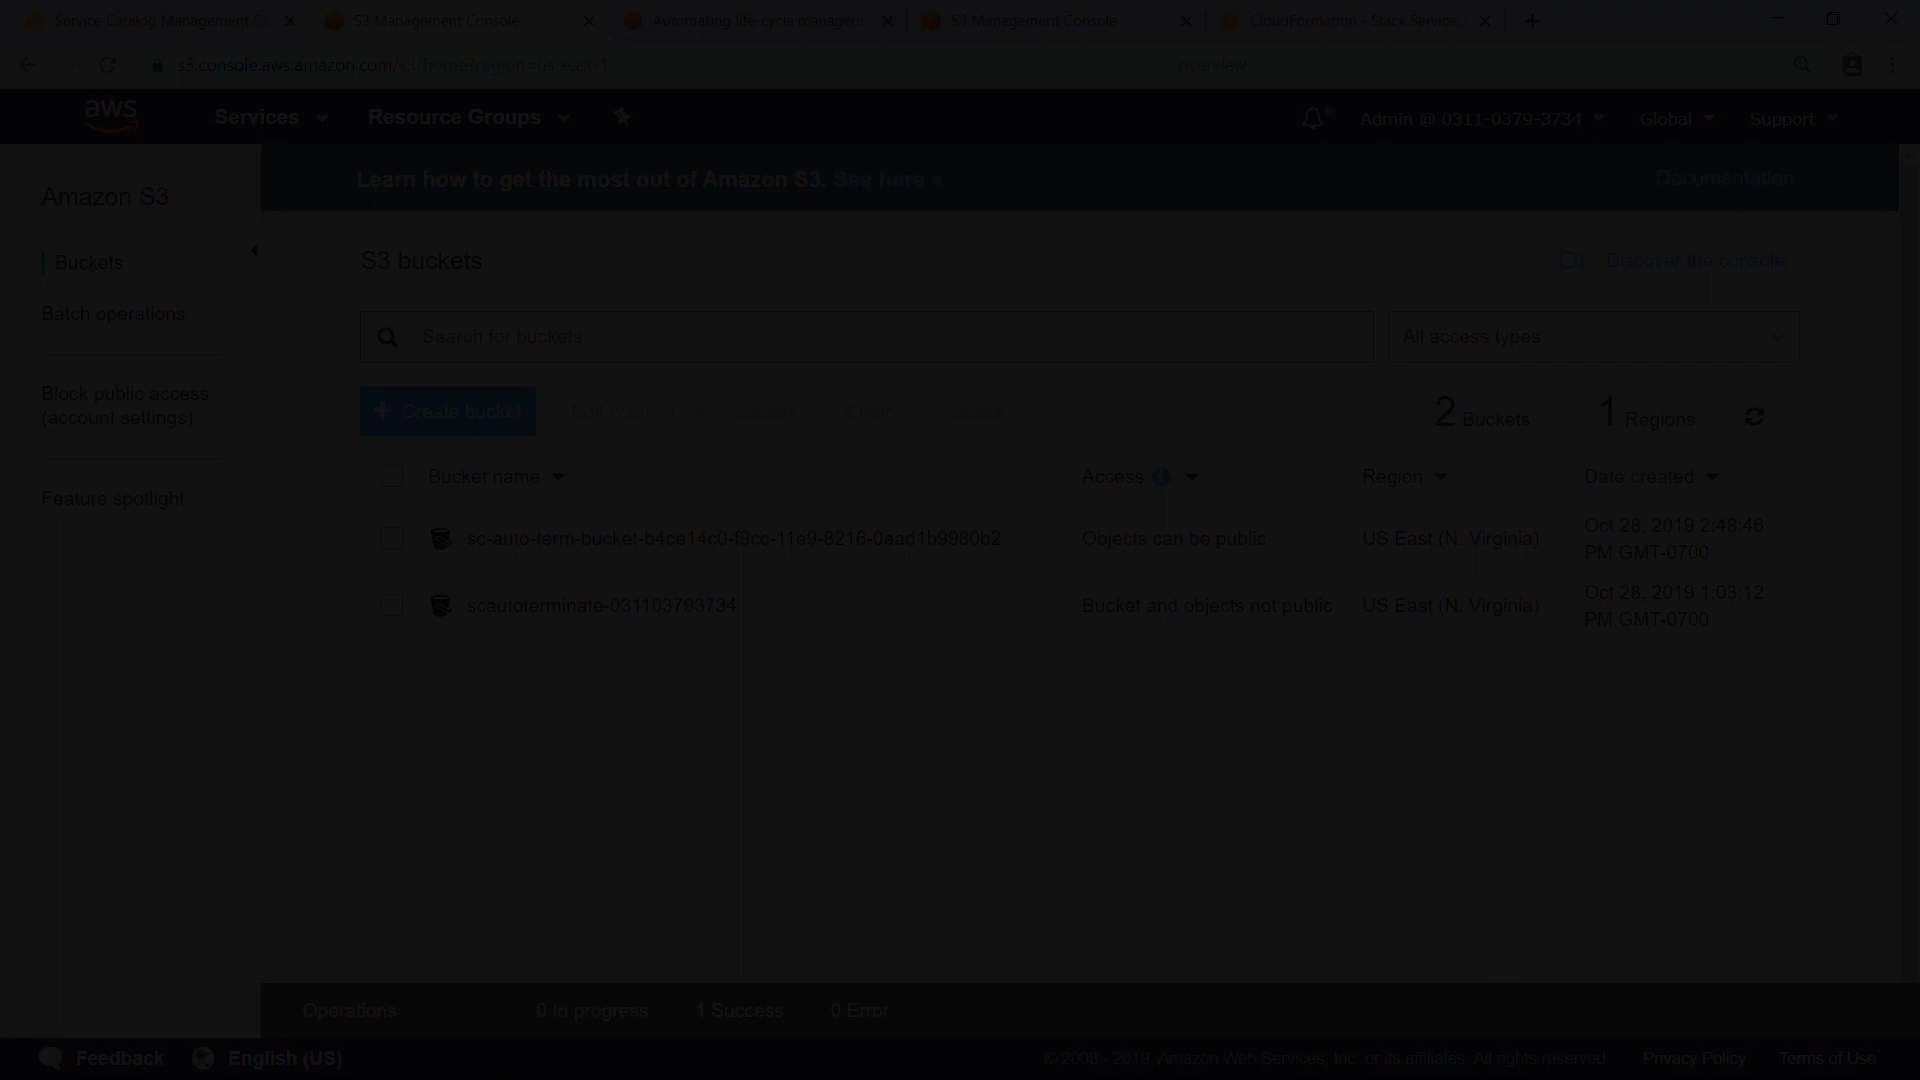 Service Catalog Management C
S3 Management Console
Automating life-cycle managem
S3 Management Console
CloudFormation - Stack Service
s3.console.aws.amazon.com/s3/home?region=us-east-1
overview
aws
Services
Resource Groups
Admin @ 0311-0379-3734
Global
Support
Amazon S3
Buckets
Batch operations
Block public access
(account settings)
Feature spotlight
Learn how to get the most out of Amazon S3. See here »
Documentation
S3 buckets
Discover the console
Search for buckets
All access types
+ Create bucket
Empty
Delete
2 Buckets
1 Regions
Bucket name
Access
Region
Date created
sc-auto-term-bucket-b4ce14c0-f9cc-11e9-8216-0aad1b9980b2
Objects can be public
US East (N. Virginia)
Oct 28, 2019 2:48:46
PM GMT-0700
scautoterminate-031103793734
Bucket and objects not public
US East (N. Virginia)
Oct 28, 2019 1:03:12
PM GMT-0700
Operations
0 In progress
1 Success
0 Error
Feedback
English (US)
© 2008 - 2019, Amazon Web Services, Inc. or its affiliates. All rights reserved.
Privacy Policy
Terms of Use